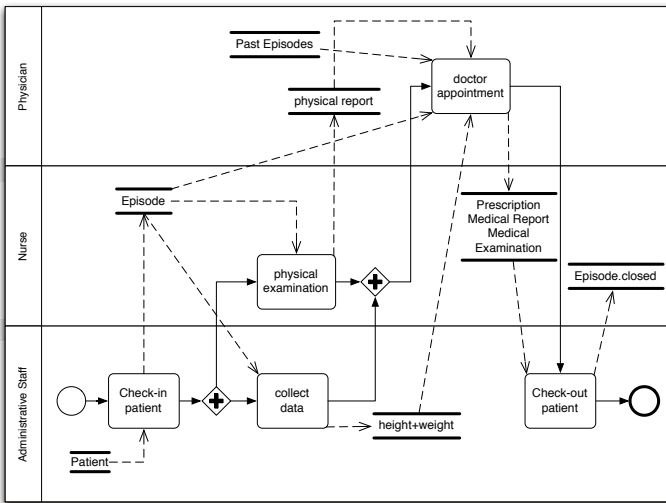 Physician
Past Episodes
doctor
appointment
physical report
Nurse
Episode
Prescription
Medical Report
Medical
Examination
physical
examination
Episode.closed
Administrative Staff
Check-in
patient
collect
data
Check-out
patient
height+weight
Patient